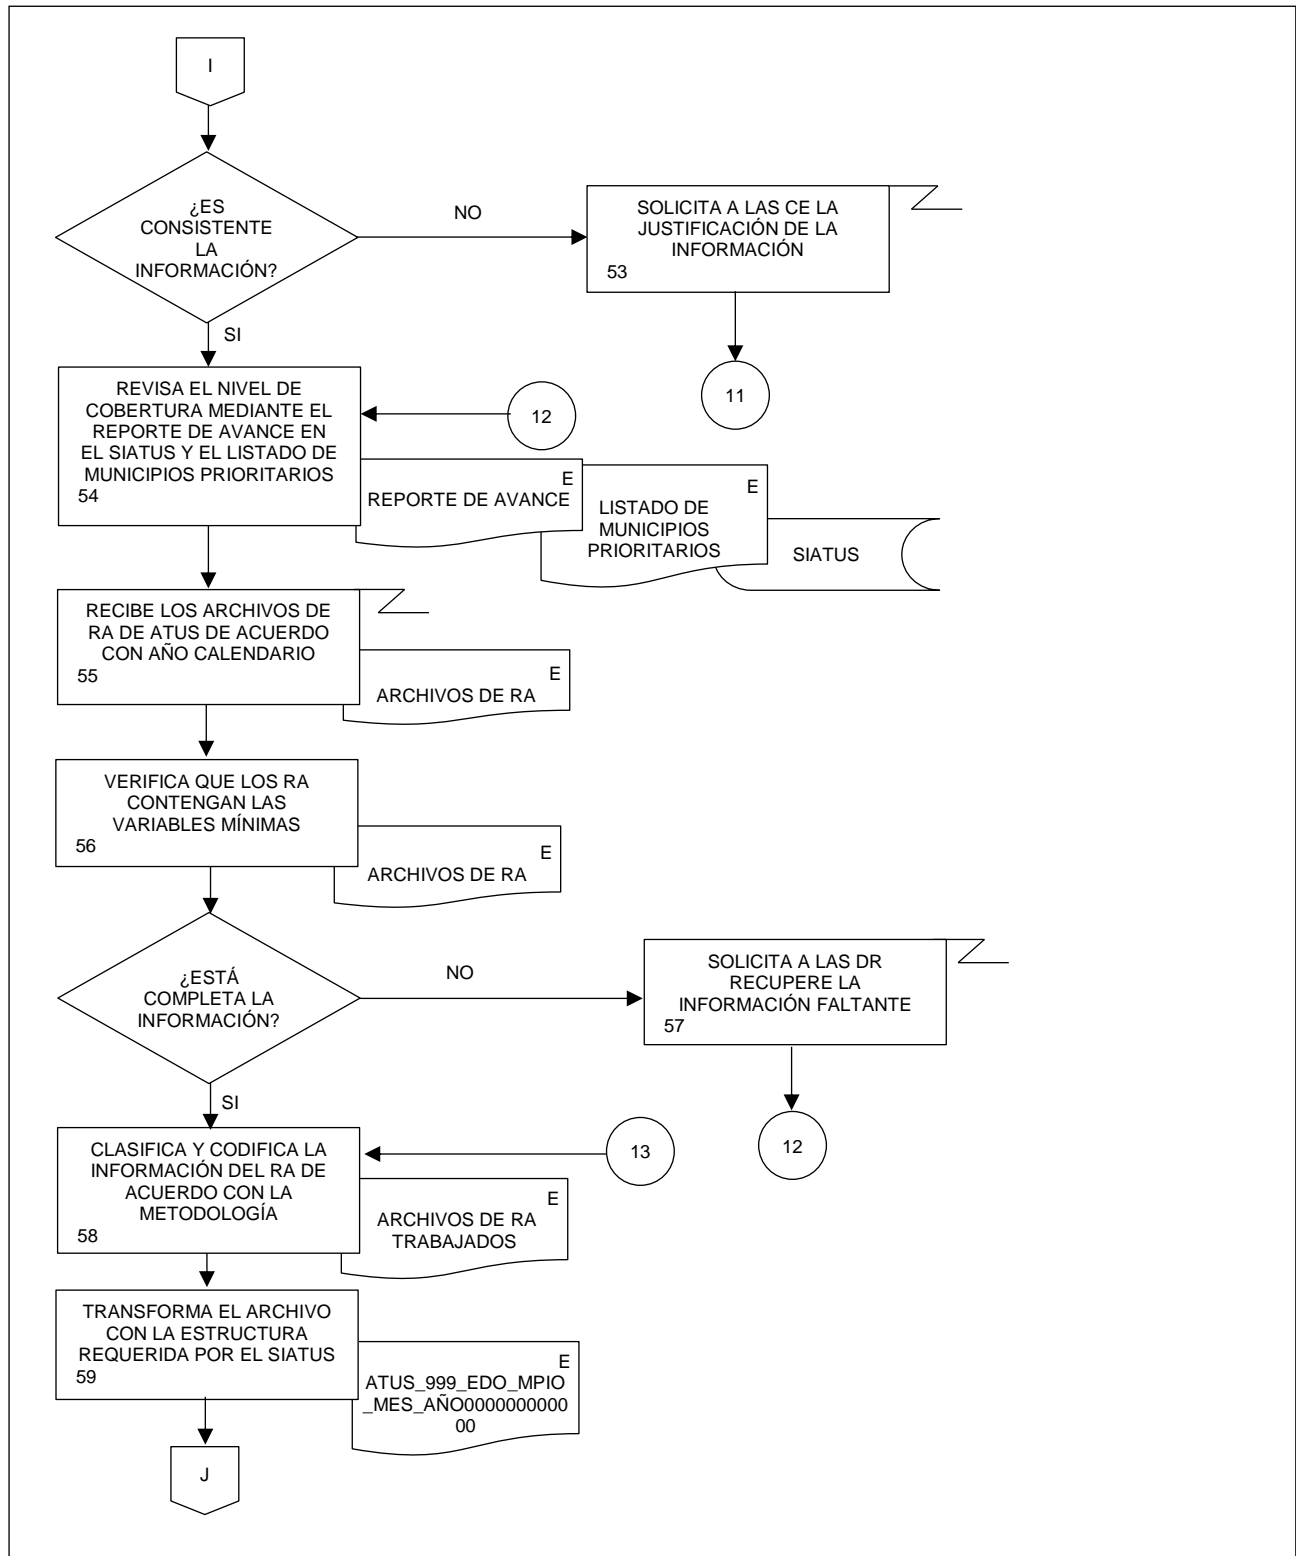 I
¿ES
CONSISTENTE
LA
INFORMACIÓN?
NO
SOLICITA A LAS CE LA
JUSTIFICACIÓN DE LA
INFORMACIÓN
53
11
SI
REVISA EL NIVEL DE
COBERTURA MEDIANTE EL
REPORTE DE AVANCE EN
EL SIATUS Y EL LISTADO DE
MUNICIPIOS PRIORITARIOS
54
12
E
REPORTE DE AVANCE
E
LISTADO DE
MUNICIPIOS
PRIORITARIOS
SIATUS
RECIBE LOS ARCHIVOS DE
RA DE ATUS DE ACUERDO
CON AÑO CALENDARIO
55
E
ARCHIVOS DE RA
VERIFICA QUE LOS RA
CONTENGAN LAS
VARIABLES MÍNIMAS
56
E
ARCHIVOS DE RA
¿ESTÁ
COMPLETA LA
INFORMACIÓN?
NO
SOLICITA A LAS DR
RECUPERE LA
INFORMACIÓN FALTANTE
57
12
SI
CLASIFICA Y CODIFICA LA
INFORMACIÓN DEL RA DE
ACUERDO CON LA
METODOLOGÍA
58
13
E
ARCHIVOS DE RA
TRABAJADOS
TRANSFORMA EL ARCHIVO
CON LA ESTRUCTURA
REQUERIDA POR EL SIATUS
59
E
ATUS_999_EDO_MPIO
_MES_AÑO0000000000
00
J